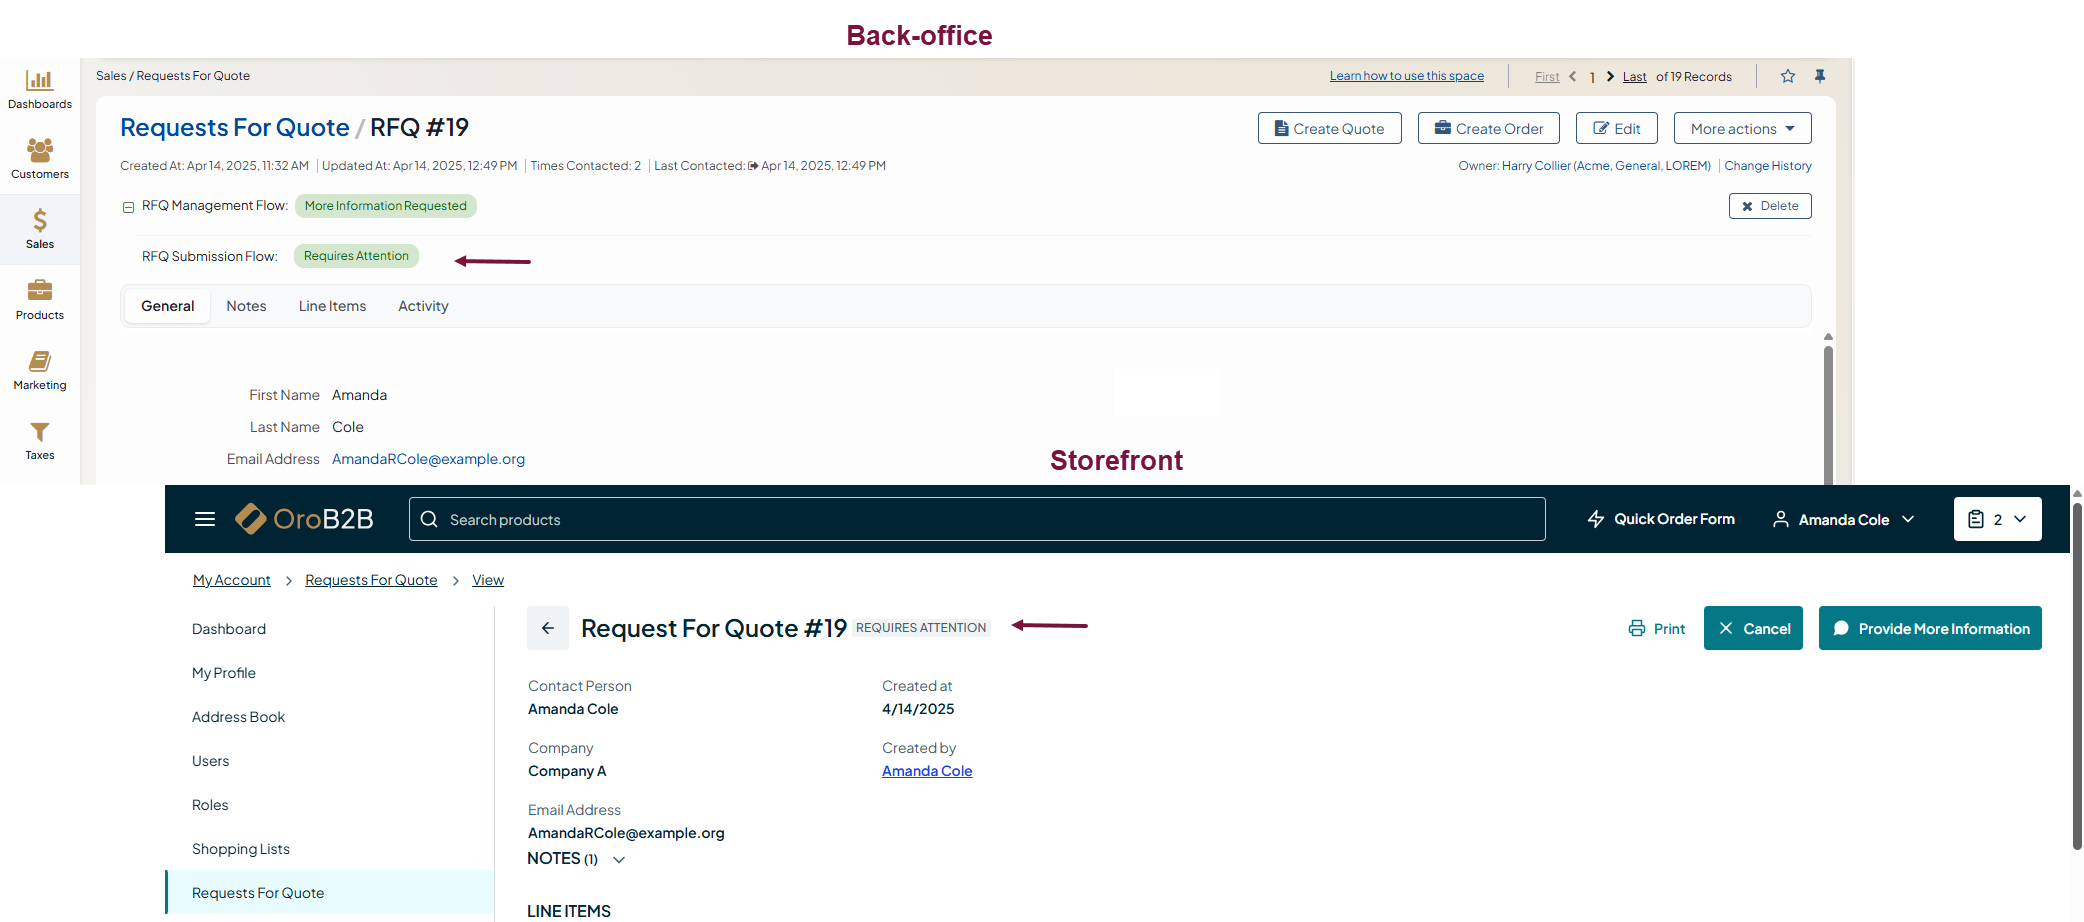 Back-office
Dashboards
Customers
Sales
Products
Marketing
Taxes
Sales / Requests For Quote
Learn how to use this space
First 1 Last of 19 Records
Requests For Quote / RFQ #19
Create Quote
Create Order
Edit
More actions
Created At: Apr 14, 2025, 11:32 AM Updated At: Apr 14, 2025, 12:49 PM Times Contacted: 2 Last Contacted: Apr 14, 2025, 12:49 PM
Owner: Harry Collier (Acme, General, LOREM) Change History
RFQ Management Flow: More Information Requested
Delete
RFQ Submission Flow: Requires Attention
General Notes Line Items Activity
First Name Amanda
Last Name Cole
Email Address AmandaRCole@example.org
Storefront
OroB2B
Search products
Quick Order Form
Amanda Cole
2
My Account > Requests For Quote > View
Dashboard
My Profile
Address Book
Users
Roles
Shopping Lists
Requests For Quote
Request For Quote #19 REQUIRES ATTENTION
Print
Cancel
Provide More Information
Contact Person
Amanda Cole
Created at
4/14/2025
Company
Company A
Created by
Amanda Cole
Email Address
AmandaRCole@example.org
NOTES (1)
LINE ITEMS